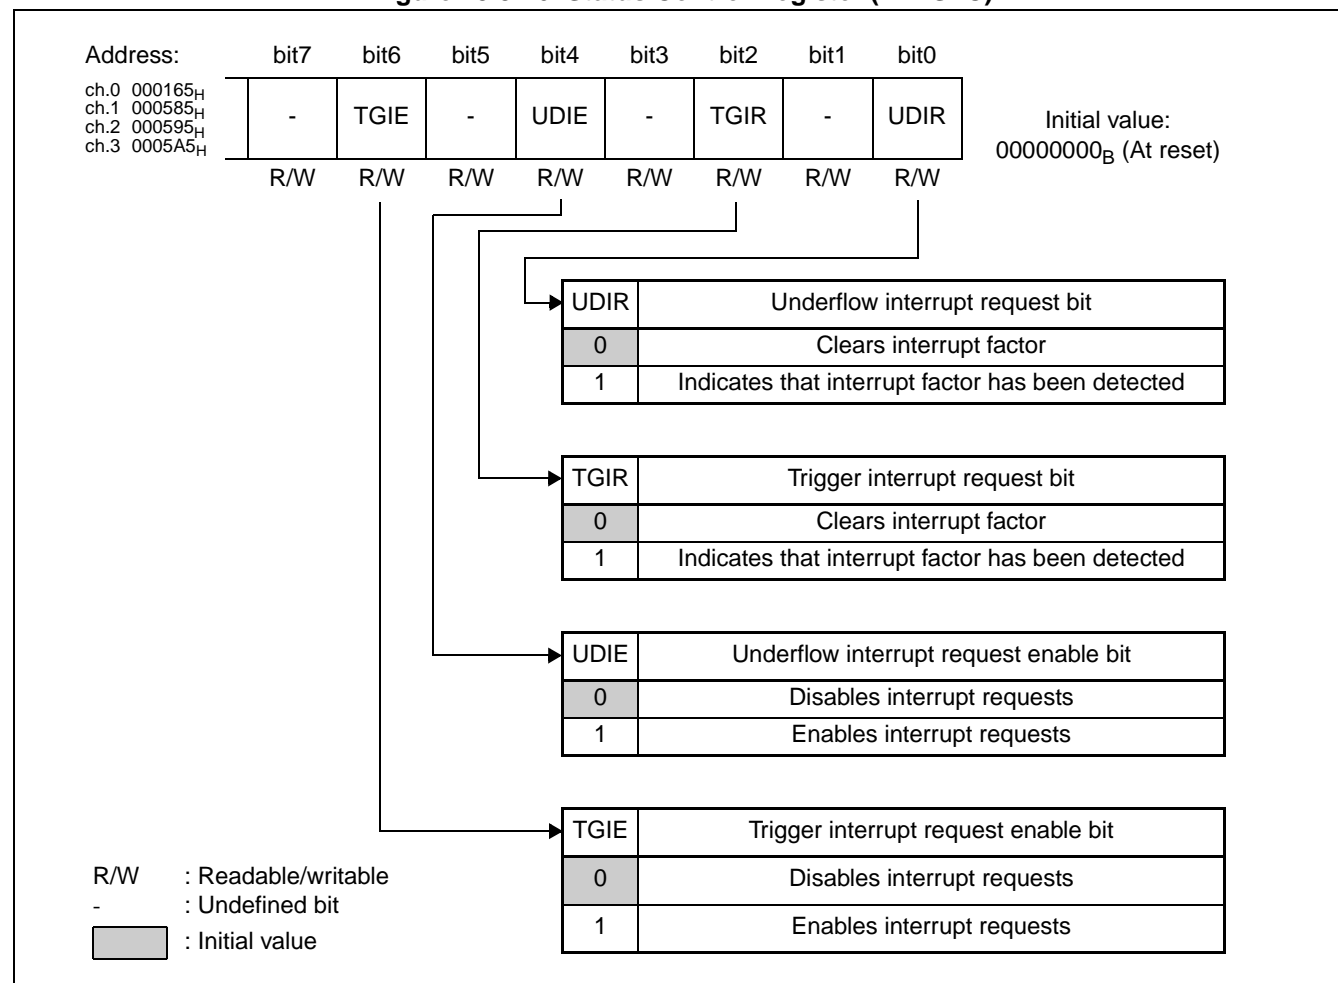 Address: bit7 bit6 bit5 bit4 bit3 bit2 bit1 bit0
ch.0 000165H
ch.1 000585H
ch.2 000595H
ch.3 0005A5H
- TGIE - UDIE - TGIR - UDIR
Initial value:
00000000B (At reset)
R/W R/W R/W R/W R/W R/W R/W R/W
UDIR Underflow interrupt request bit
0 Clears interrupt factor
1 Indicates that interrupt factor has been detected
TGIR Trigger interrupt request bit
0 Clears interrupt factor
1 Indicates that interrupt factor has been detected
UDIE Underflow interrupt request enable bit
0 Disables interrupt requests
1 Enables interrupt requests
TGIE Trigger interrupt request enable bit
0 Disables interrupt requests
1 Enables interrupt requests
R/W : Readable/writable
- : Undefined bit
: Initial value